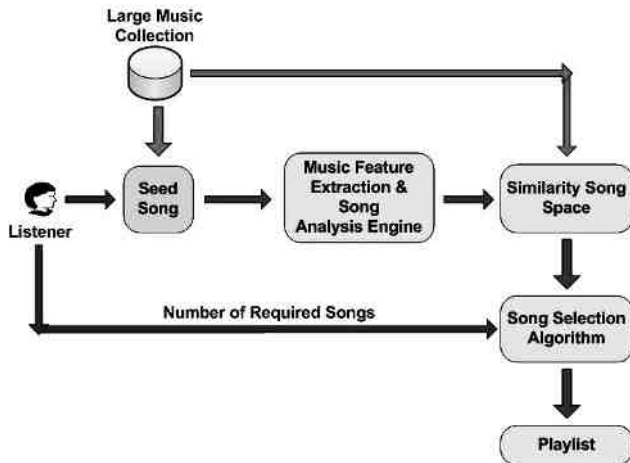 Large Music
Collection
Listener
Seed
Song
Music Feature
Extraction &
Song
Analysis Engine
Similarity Song
Space
Number of Required Songs
Song Selection
Algorithm
Playlist